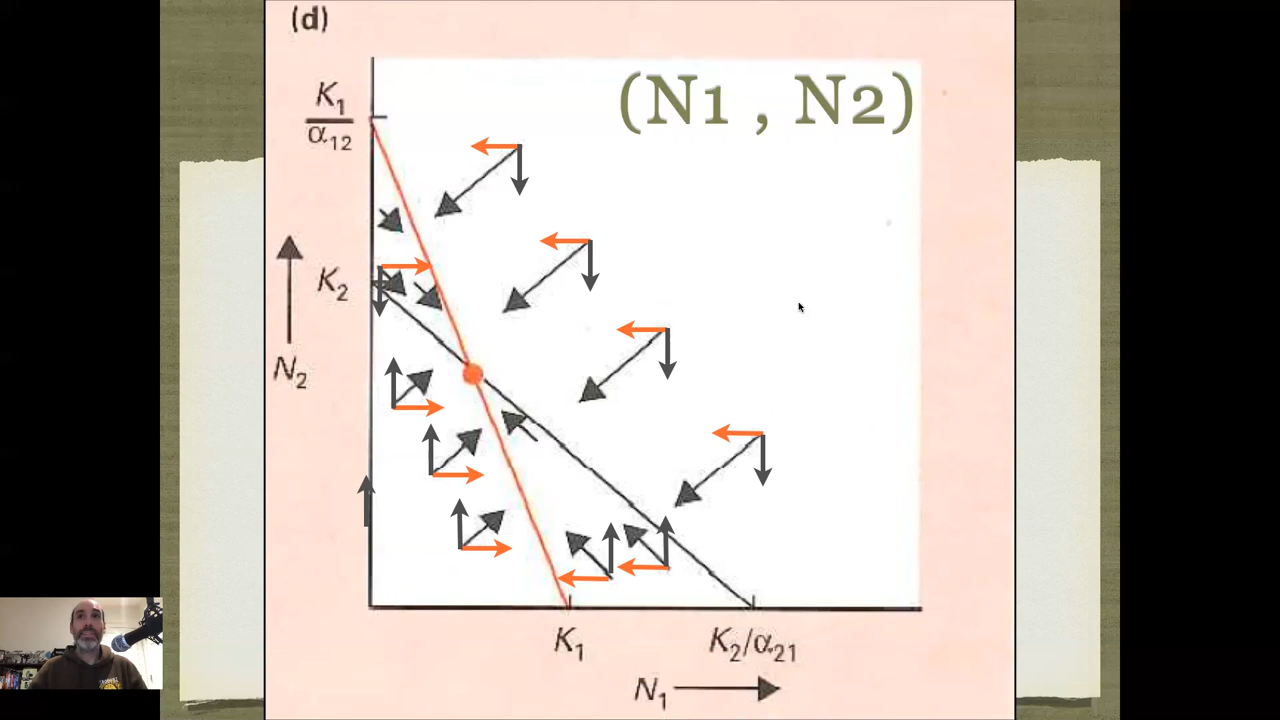 (d)
(N1 , N2)
K₁
α₁₂
K₂
N₂
K₁
K₂/α₂₁
N₁